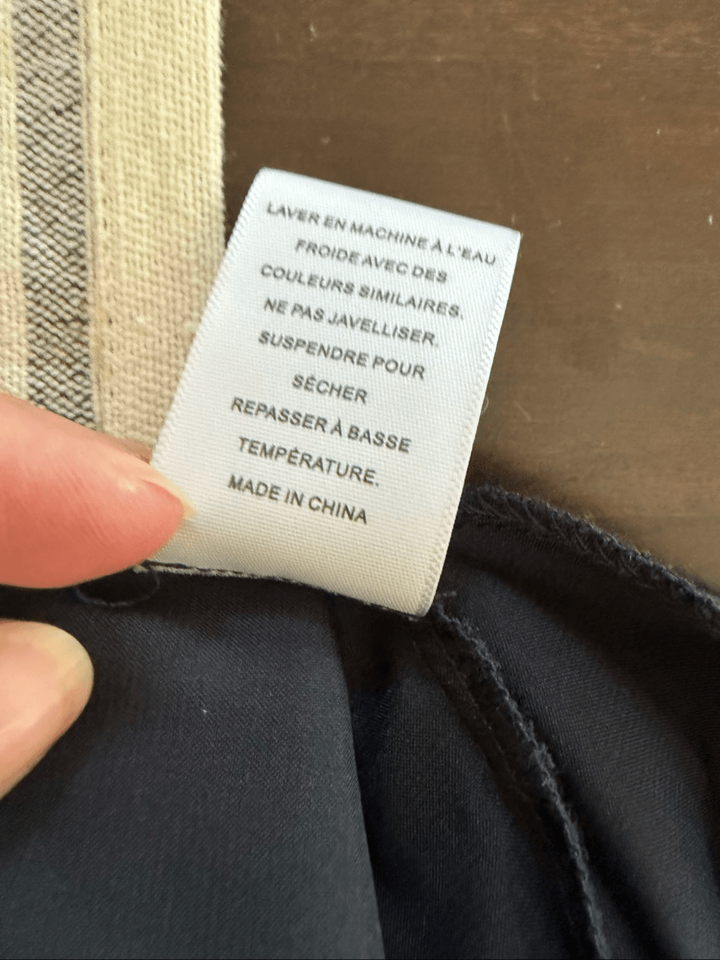 LAVER EN MACHINE À L'EAU
FROIDE AVEC DES
COULEURS SIMILAIRES.
NE PAS JAVELLISER.
SUSPENDRE POUR
SÉCHER
REPASSER À BASSE
TEMPÉRATURE.
MADE IN CHINA